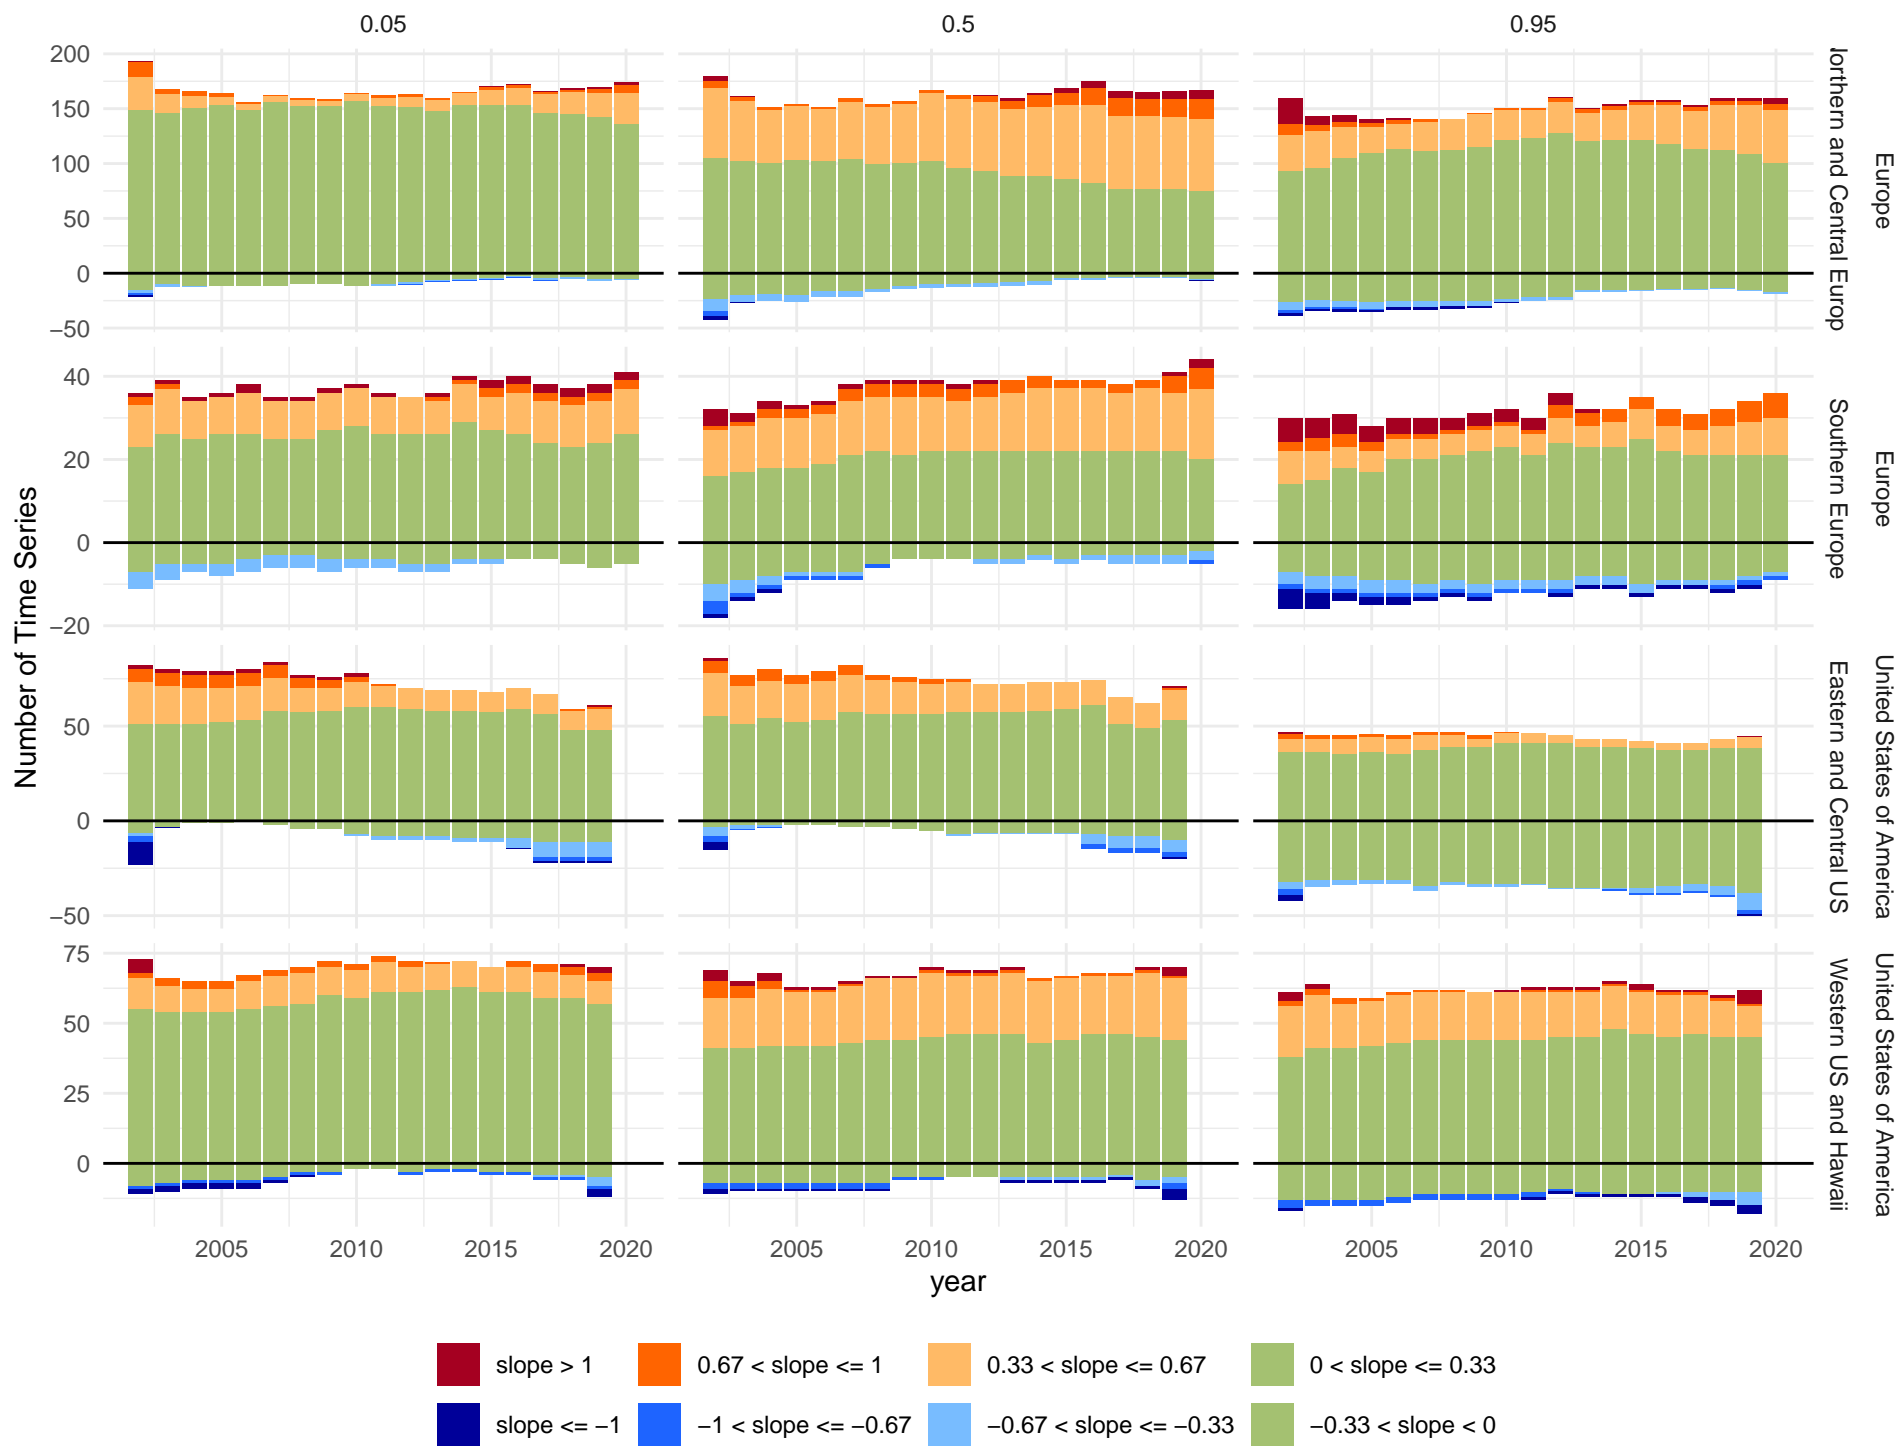 0.05 0.5 0.95
200
150
100
50
0
−50
orthern and Central Europ
Europe
40
20
0
−20
Southern Europe
Europe
50
0
−50
Eastern and Central US
United States of America
75
50
25
0
Western US and Hawaii
United States of America
Number of Time Series
2005 2010 2015 2020 2005 2010 2015 2020 2005 2010 2015 2020
year
slope > 1 0.67 < slope <= 1 0.33 < slope <= 0.67 0 < slope <= 0.33
slope <= −1 −1 < slope <= −0.67 −0.67 < slope <= −0.33 −0.33 < slope < 0